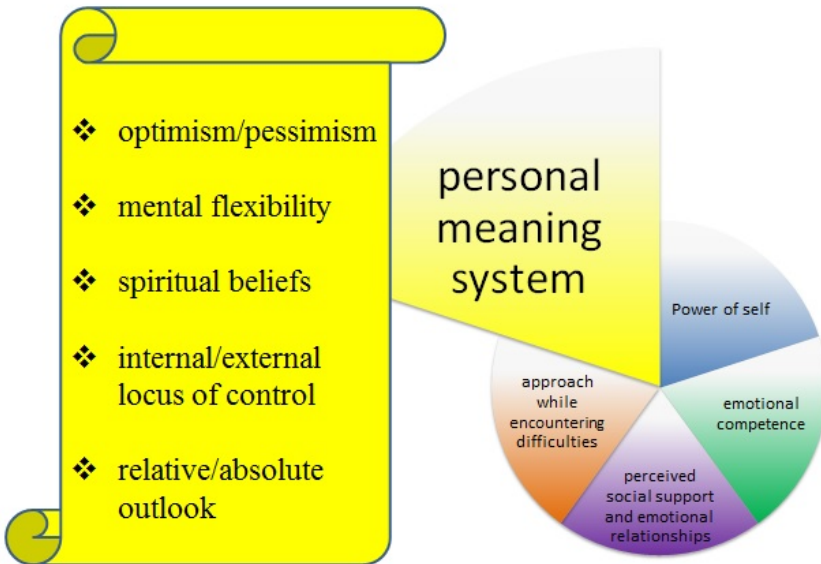 optimism/pessimism
mental flexibility
spiritual beliefs
internal/external
locus of control
relative/absolute
outlook
personal
meaning
system
Power of self
emotional
competence
perceived
social support
and emotional
relationships
approach
while
encountering
difficulties